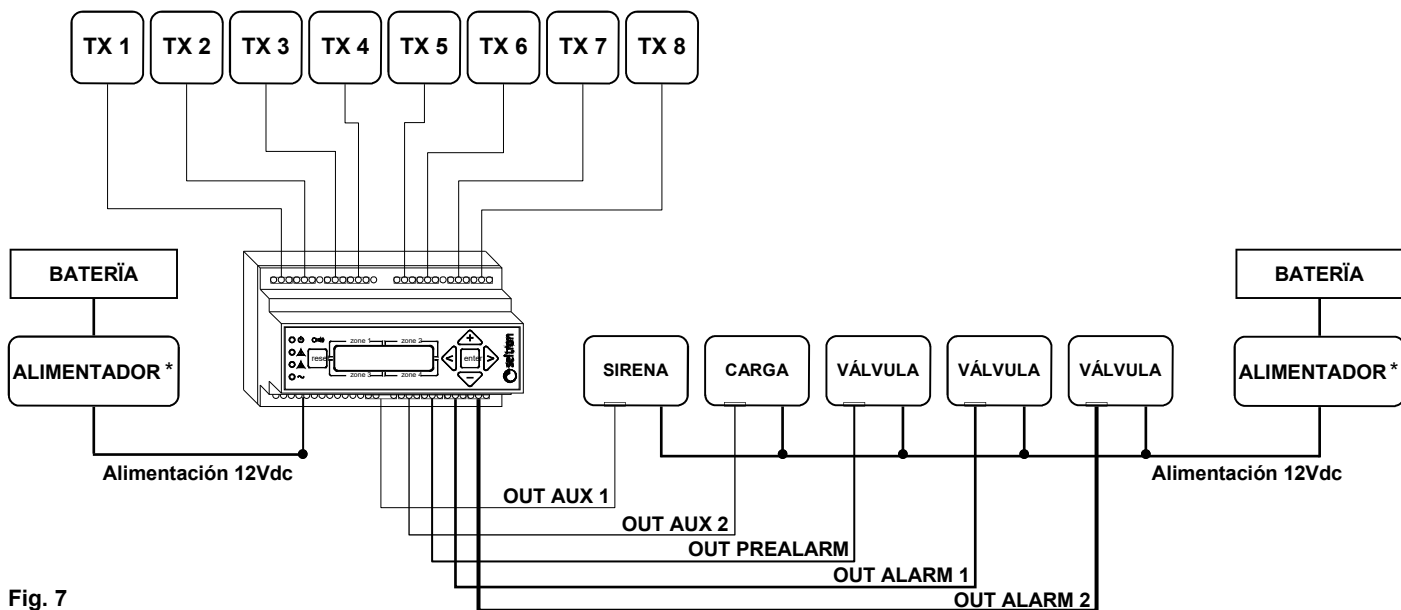 TX 1 TX 2 TX 3 TX 4 TX 5 TX 6 TX 7 TX 8
BATERÏA
BATERÏA
ALIMENTADOR *
zone 1 zone 2
+
rese
< enter >
zone 3 zone 4
−
seitron
SIRENA CARGA VÁLVULA VÁLVULA VÁLVULA
ALIMENTADOR *
Alimentación 12Vdc
Alimentación 12Vdc
OUT AUX 1
OUT AUX 2
OUT PREALARM
OUT ALARM 1
OUT ALARM 2
Fig. 7